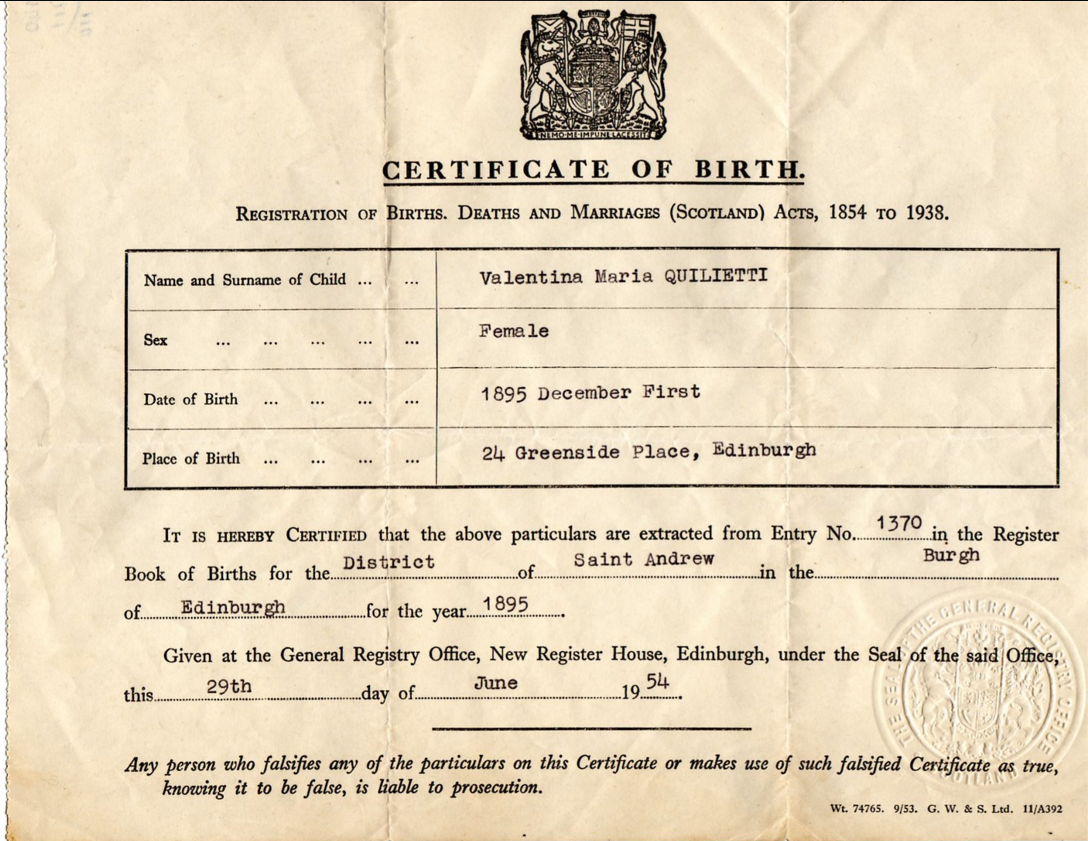 NEMO·ME·IMPUNE·LACESSIT
CERTIFICATE OF BIRTH.
REGISTRATION OF BIRTHS. DEATHS AND MARRIAGES (SCOTLAND) ACTS, 1854 TO 1938.
Name and Surname of Child ... ... Valentina Maria QUILIETTI
Sex ... ... ... ... ... Female
Date of Birth ... ... ... ... 1895 December First
Place of Birth ... ... ... ... 24 Greenside Place, Edinburgh
IT IS HEREBY CERTIFIED that the above particulars are extracted from Entry No. 1370 in the Register
Book of Births for the District of Saint Andrew in the Burgh
of Edinburgh for the year 1895.
Given at the General Registry Office, New Register House, Edinburgh, under the Seal of the said Office,
this 29th day of June 1954.
THE SEAL OF THE GENERAL REGISTRY OFFICE SCOTLAND
Any person who falsifies any of the particulars on this Certificate or makes use of such falsified Certificate as true,
knowing it to be false, is liable to prosecution.
Wt. 74765. 9/53. G. W. & S. Ltd. 11/A392